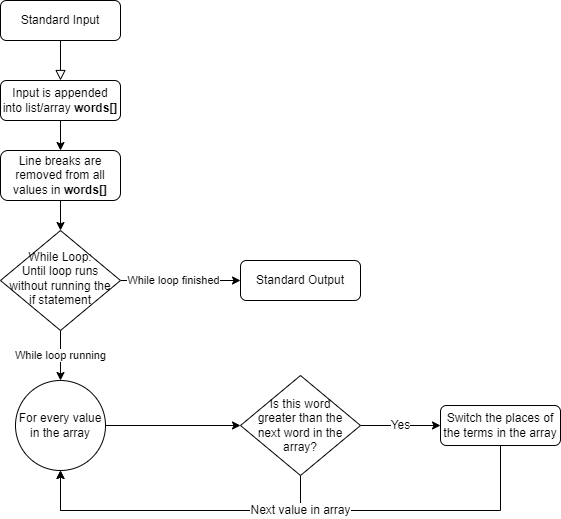 Standard Input
Input is appended
into list/array words[]
Line breaks are
removed from all
values in words[]
While Loop:
Until loop runs
without running the
if statement
While loop finished
Standard Output
While loop running
For every value
in the array
Is this word
greater than the
next word in the
array?
Yes
Switch the places of
the terms in the array
Next value in array